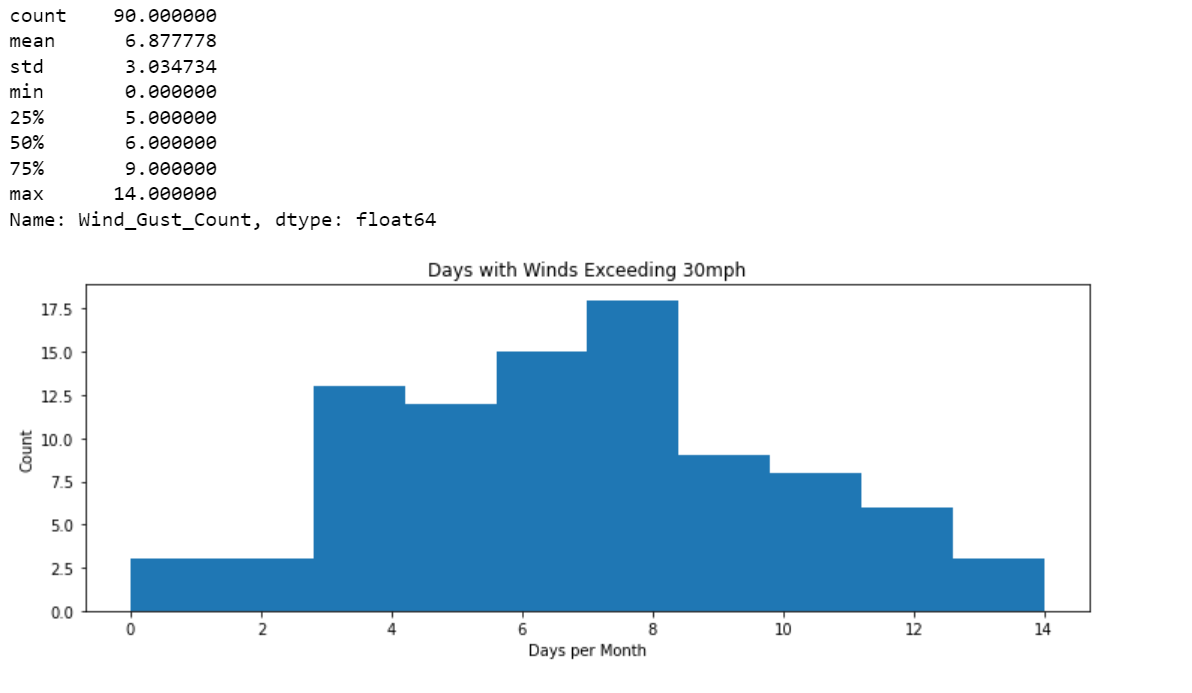 count    90.000000
mean     6.877778
std      3.034734
min      0.000000
25%      5.000000
50%      6.000000
75%      9.000000
max      14.000000
Name: Wind_Gust_Count, dtype: float64
Days with Winds Exceeding 30mph
17.5
15.0
12.5
10.0
7.5
5.0
2.5
0.0
Count
0 2 4 6 8 10 12 14
Days per Month